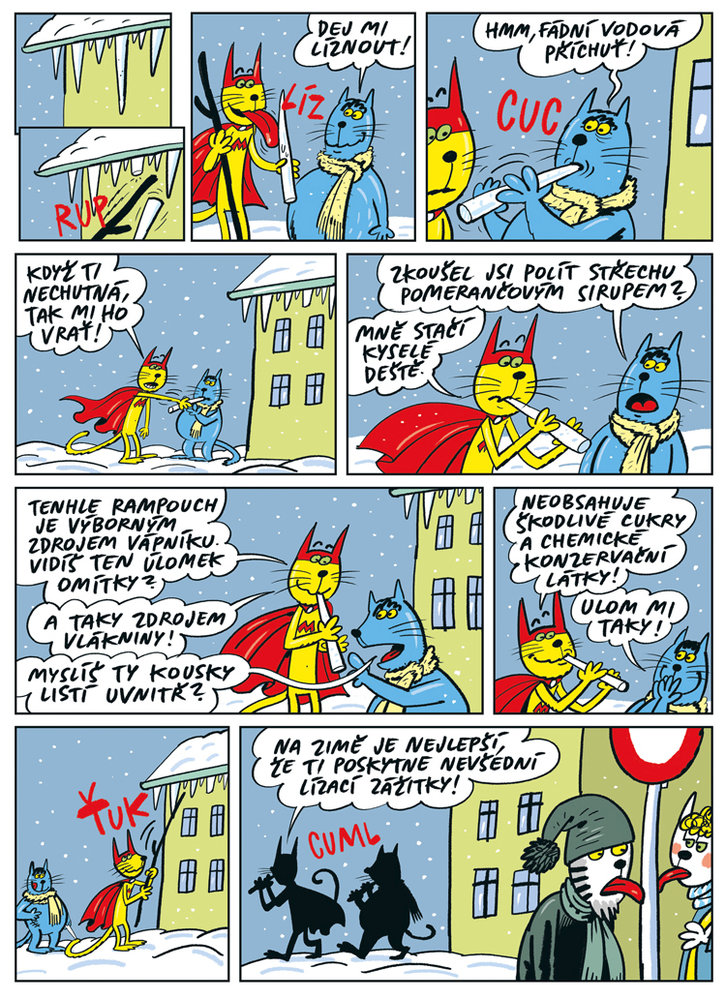 RUP
LÍZ
DEJ MI
LÍZNOUT!
HMM, FÁDNÍ VODOVÁ
PŘÍCHUŤ!
CUC
KDYŽ TI
NECHUTNÁ,
TAK MI HO
VRAŤ!
ZKOUŠEL JSI POLÍT STŘECHU
POMERANČOVÝM SIRUPEM?
MNĚ STAČÍ
KYSELÉ
DEŠTĚ.
TENHLE RAMPOUCH
JE VÝBORNÝM
ZDROJEM VÁPNÍKU.
VIDÍŠ TEN ÚLOMEK
OMÍTKY?
A TAKY ZDROJEM
VLÁKNINY!
MYSLÍŠ TY KOUSKY
LISTÍ UVNITŘ?
NEOBSAHUJE
ŠKODLIVÉ CUKRY
A CHEMICKÉ
KONZERVAČNÍ
LÁTKY!
ULOM MI
TAKY!
ŤUK
NA ZIMĚ JE NEJLEPŠÍ,
ŽE TI POSKYTNE NEVŠEDNÍ
LÍZACÍ ZÁŽITKY!
CUML